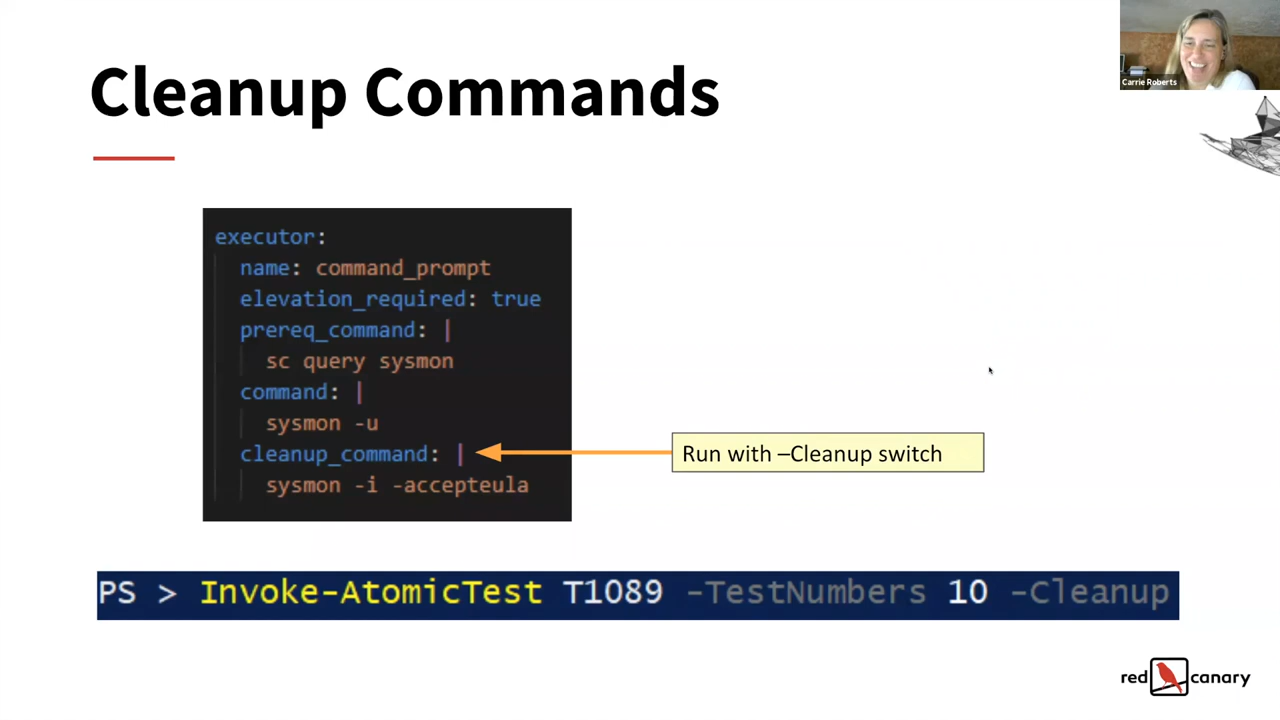 Carrie Roberts
Cleanup Commands
executor:
name: command_prompt
elevation_required: true
prereq_command: |
sc query sysmon
command: |
sysmon -u
cleanup_command: |
sysmon -i -accepteula
Run with –Cleanup switch
PS > Invoke-AtomicTest T1089 -TestNumbers 10 -Cleanup
red canary